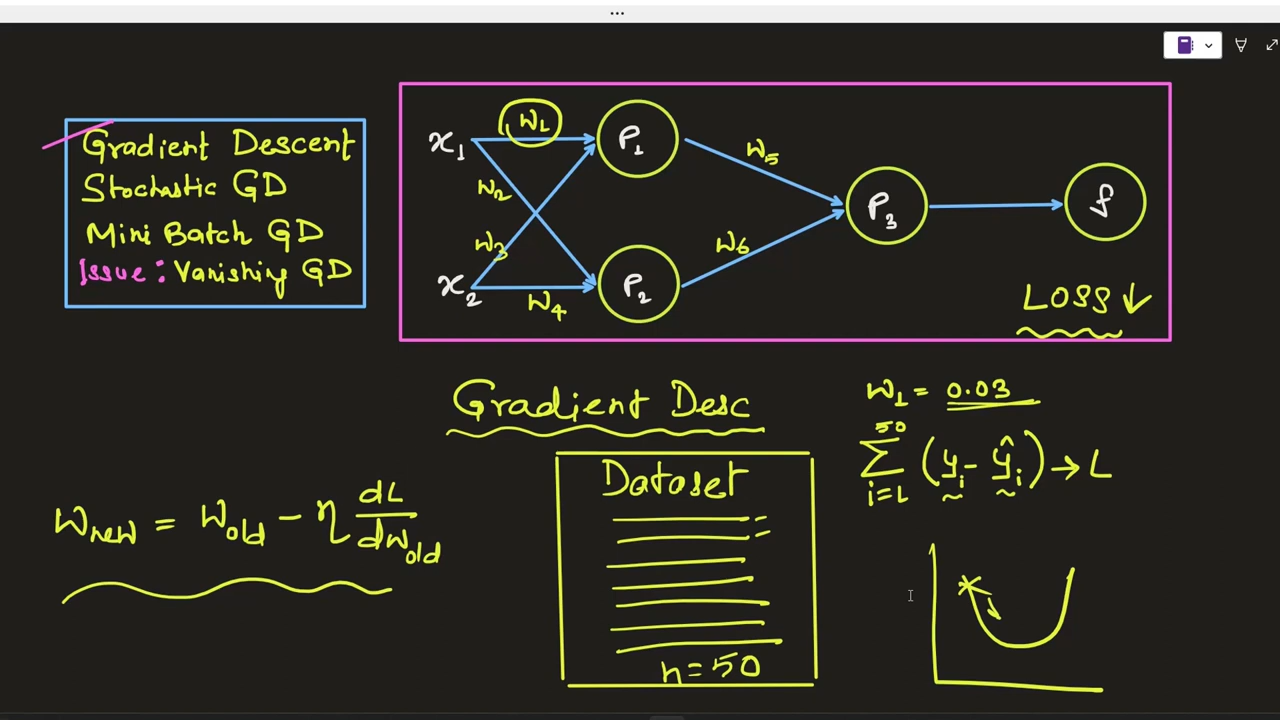 Gradient Descent
Stochastic GD
Mini Batch GD
Issue: Vanishing GD
x₁
W₁
P₁
W₂
W₃
x₂
W₄
P₂
W₅
W₆
P₃
f
LOSS ↓
Gradient Desc
W₁ = 0.03
50
∑ (yᵢ - ŷᵢ) → L
i=1
Wnew = Wold - η dL/dWold
Dataset
n=50